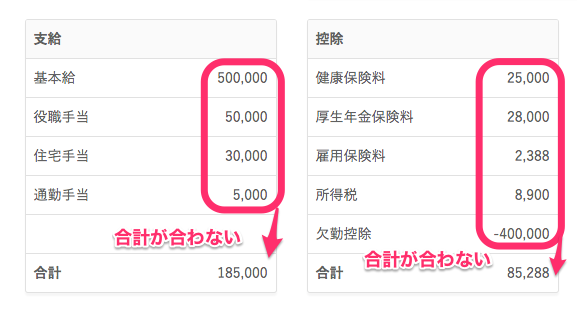 支給
基本給 500,000
役職手当 50,000
住宅手当 30,000
通勤手当 5,000
合計が合わない
合計 185,000
控除
健康保険料 25,000
厚生年金保険料 28,000
雇用保険料 2,388
所得税 8,900
欠勤控除 -400,000
合計が合わない
合計 85,288